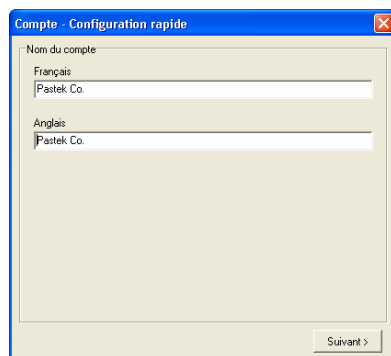 Compte - Configuration rapide
Nom du compte
Français
Pastek Co.
Anglais
Pastek Co.
Suivant >